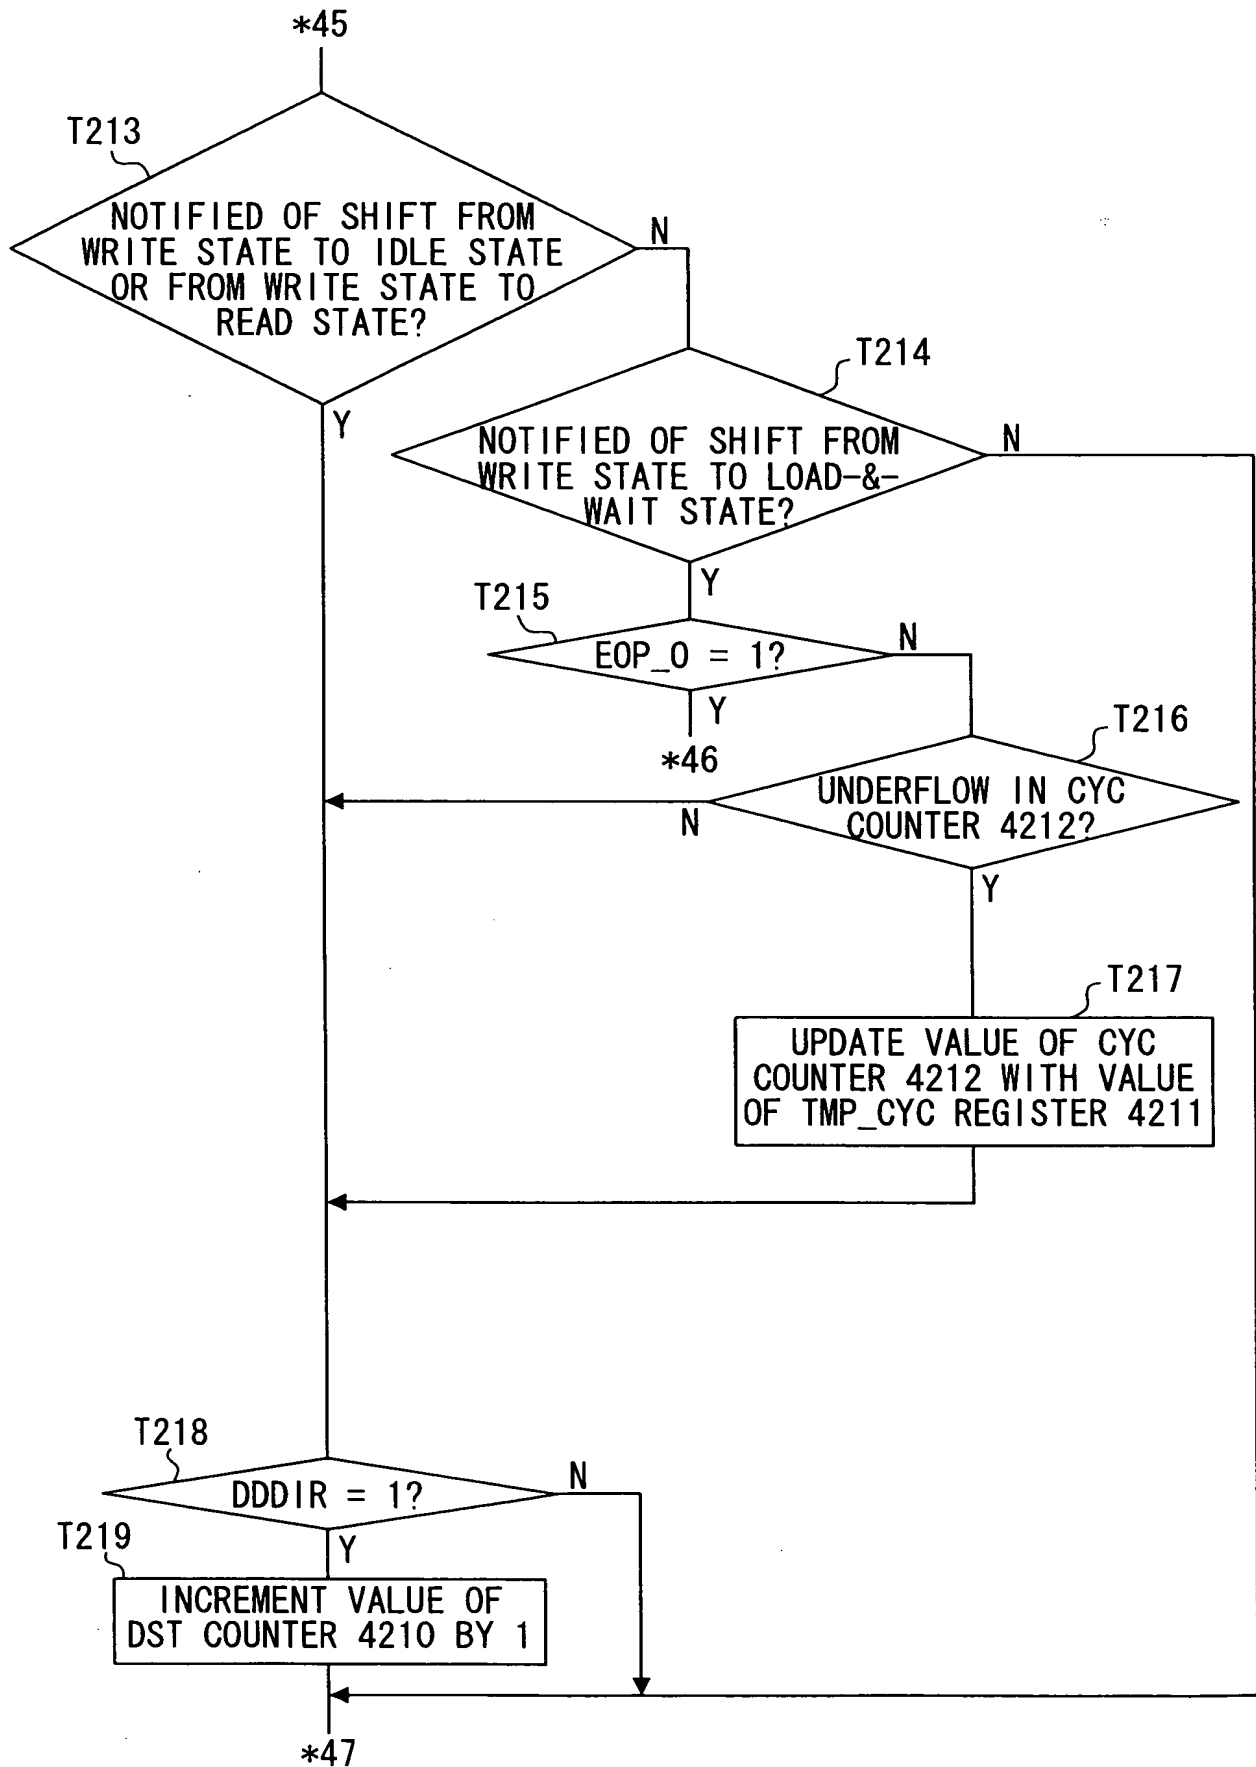 *45
T213
NOTIFIED OF SHIFT FROM
WRITE STATE TO IDLE STATE
OR FROM WRITE STATE TO
READ STATE?
N
Y
T214
NOTIFIED OF SHIFT FROM
WRITE STATE TO LOAD-&-
WAIT STATE?
N
Y
T215
EOP_O = 1?
N
Y
*46
T216
UNDERFLOW IN CYC
COUNTER 4212?
N
Y
T217
UPDATE VALUE OF CYC
COUNTER 4212 WITH VALUE
OF TMP_CYC REGISTER 4211
T218
DDDIR = 1?
N
Y
T219
INCREMENT VALUE OF
DST COUNTER 4210 BY 1
*47